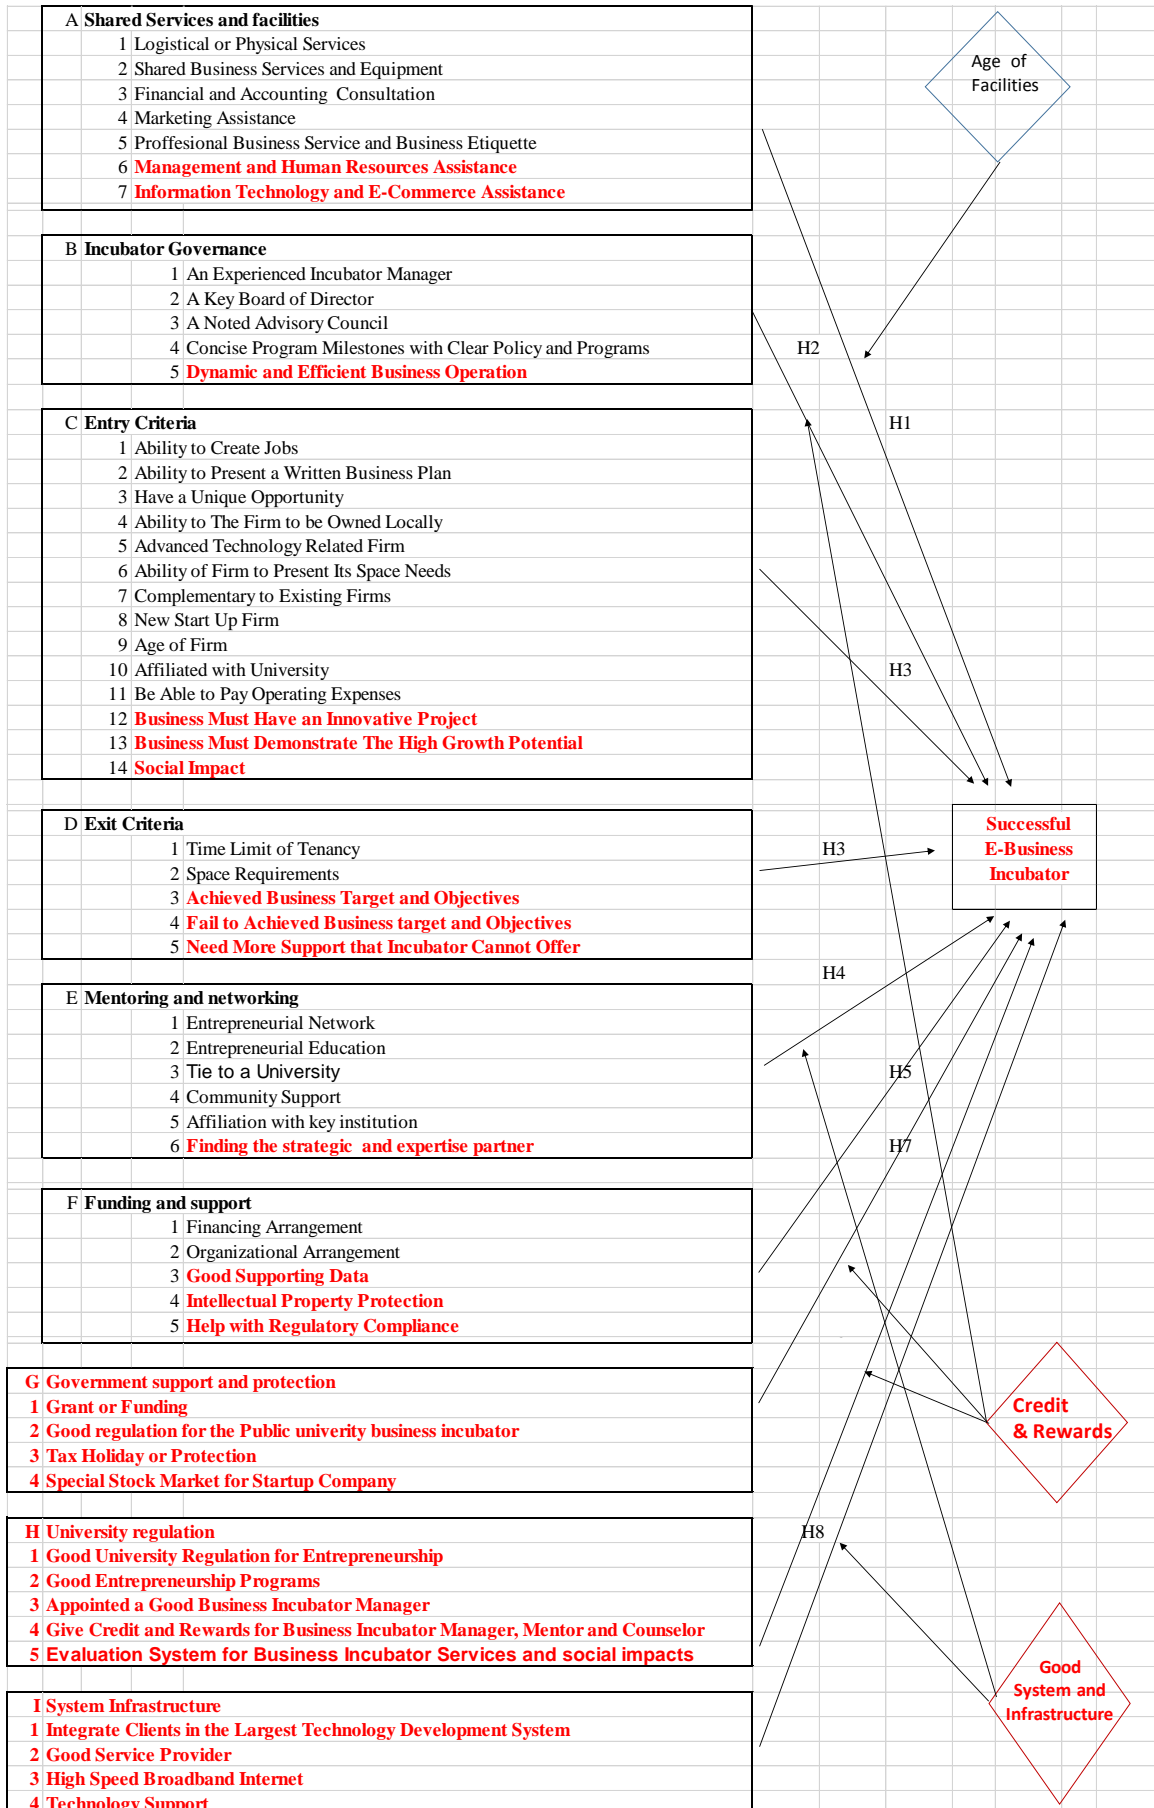 A Shared Services and facilities
1 Logistical or Physical Services
2 Shared Business Services and Equipment
3 Financial and Accounting Consultation
4 Marketing Assistance
5 Proffesional Business Service and Business Etiquette
6 Management and Human Resources Assistance
7 Information Technology and E-Commerce Assistance
Age of
Facilities
B Incubator Governance
1 An Experienced Incubator Manager
2 A Key Board of Director
3 A Noted Advisory Council
4 Concise Program Milestones with Clear Policy and Programs
5 Dynamic and Efficient Business Operation
H2
C Entry Criteria
H1
1 Ability to Create Jobs
2 Ability to Present a Written Business Plan
3 Have a Unique Opportunity
4 Ability to The Firm to be Owned Locally
5 Advanced Technology Related Firm
6 Ability of Firm to Present Its Space Needs
7 Complementary to Existing Firms
8 New Start Up Firm
9 Age of Firm
10 Affiliated with University
H3
11 Be Able to Pay Operating Expenses
12 Business Must Have an Innovative Project
13 Business Must Demonstrate The High Growth Potential
14 Social Impact
D Exit Criteria
1 Time Limit of Tenancy
2 Space Requirements
3 Achieved Business Target and Objectives
4 Fail to Achieved Business target and Objectives
5 Need More Support that Incubator Cannot Offer
H3
Successful
E-Business
Incubator
H4
E Mentoring and networking
1 Entrepreneurial Network
2 Entrepreneurial Education
3 Tie to a University
4 Community Support
5 Affiliation with key institution
6 Finding the strategic and expertise partner
H5
H7
F Funding and support
1 Financing Arrangement
2 Organizational Arrangement
3 Good Supporting Data
4 Intellectual Property Protection
5 Help with Regulatory Compliance
G Government support and protection
1 Grant or Funding
2 Good regulation for the Public univerity business incubator
3 Tax Holiday or Protection
4 Special Stock Market for Startup Company
Credit
& Rewards
H University regulation
H8
1 Good University Regulation for Entrepreneurship
2 Good Entrepreneurship Programs
3 Appointed a Good Business Incubator Manager
4 Give Credit and Rewards for Business Incubator Manager, Mentor and Counselor
5 Evaluation System for Business Incubator Services and social impacts
Good
System and
Infrastructure
I System Infrastructure
1 Integrate Clients in the Largest Technology Development System
2 Good Service Provider
3 High Speed Broadband Internet
4 Technology Support